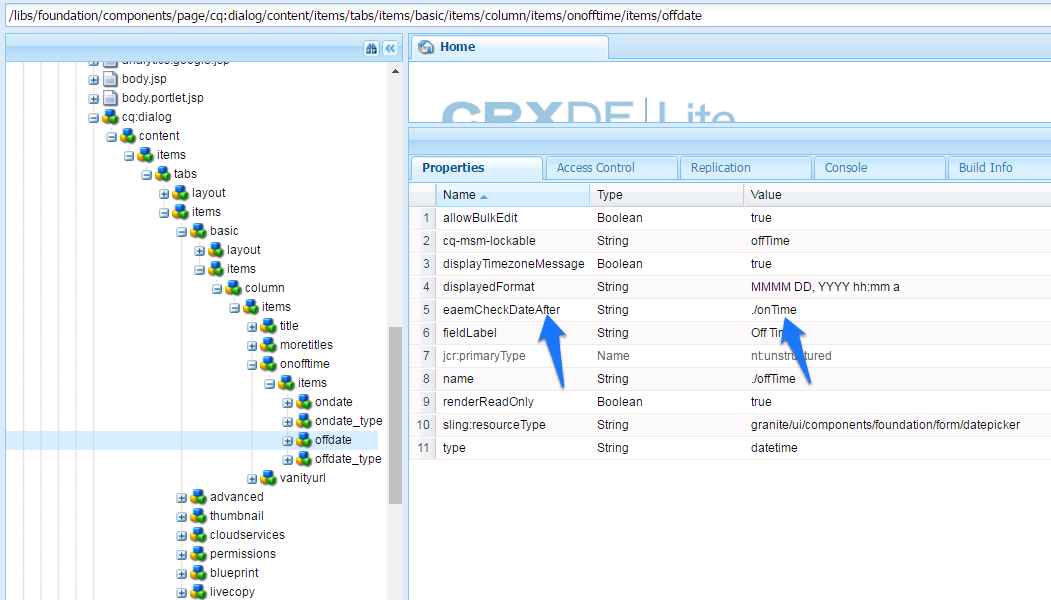 /libs/foundation/components/page/cq:dialog/content/items/tabs/items/basic/items/column/items/onofftime/items/offdate
Home
analytics.google.jsp
body.jsp
body.portlet.jsp
cq:dialog
content
items
tabs
layout
items
basic
layout
items
column
items
title
moretitles
onofftime
items
ondate
ondate_type
offdate
offdate_type
vanityurl
advanced
thumbnail
cloudservices
permissions
blueprint
livecopy
CRXDE | Lite
Properties Access Control Replication Console Build Info
Name Type Value
1 allowBulkEdit Boolean true
2 cq-msm-lockable String offTime
3 displayTimezoneMessage Boolean true
4 displayedFormat String MMMM DD, YYYY hh:mm a
5 eaemCheckDateAfter String ./onTime
6 fieldLabel String Off Time
7 jcr:primaryType Name nt:unstructured
8 name String ./offTime
9 renderReadOnly Boolean true
10 sling:resourceType String granite/ui/components/foundation/form/datepicker
11 type String datetime